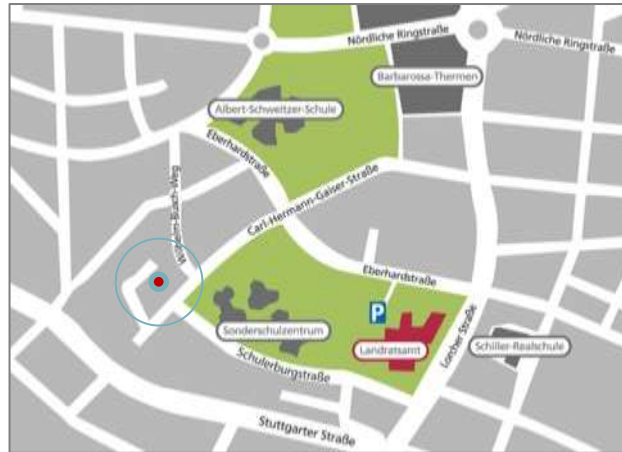 Nördliche Ringstraße
Nördliche Ringstraße
Barbarossa-Thermen
Albert-Schweitzer-Schule
Eberhardstraße
Wilhelm-Busch-Weg
Carl-Hermann-Gaiser-Straße
Eberhardstraße
P
Sonderschulzentrum
Landratsamt
Lorcher Straße
Schiller-Realschule
Schulerburgstraße
Stuttgarter Straße